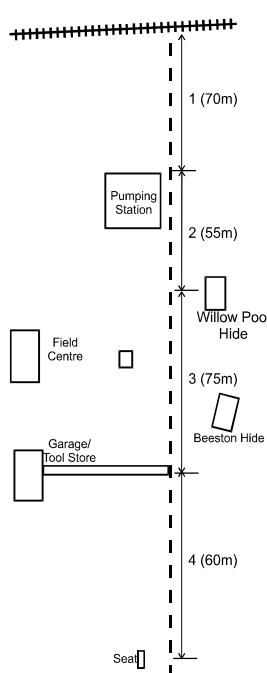 1 (70m)
Pumping
Station
2 (55m)
Willow Poo
Hide
Field
Centre
3 (75m)
Beeston Hide
Garage/
Tool Store
4 (60m)
Seat